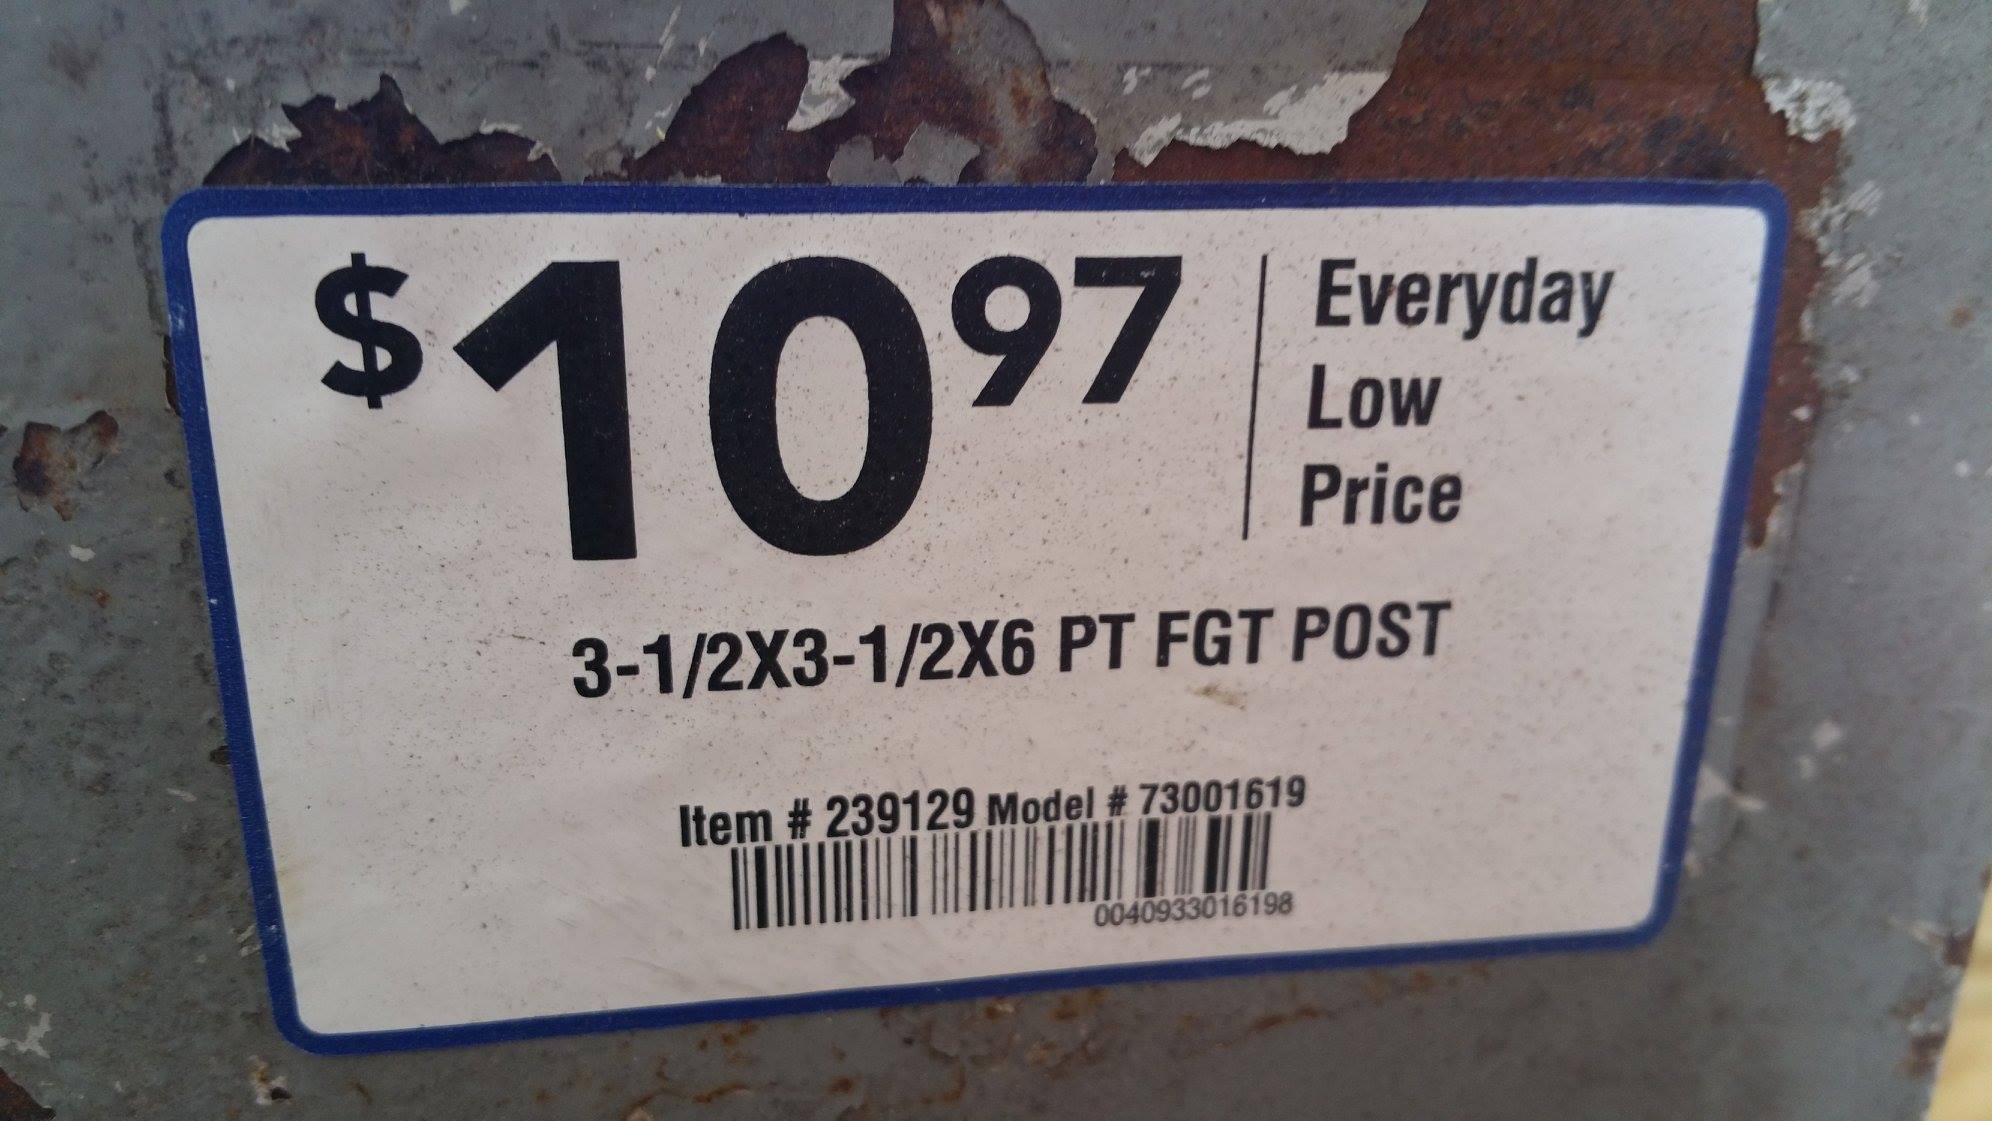 $10 97
Everyday
Low
Price
3-1/2X3-1/2X6 PT FGT POST
Item # 239129 Model # 73001619
0040933016198